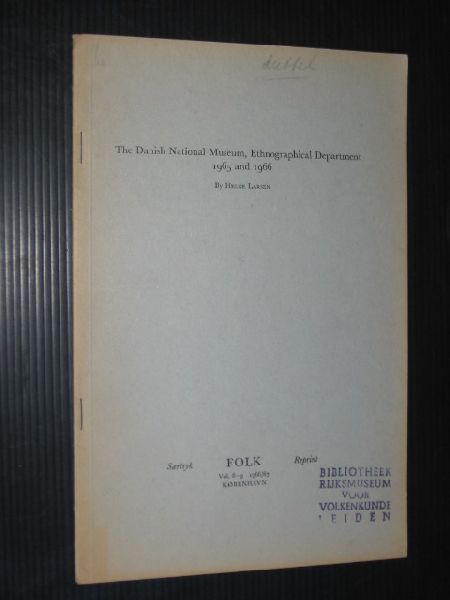 dubbel
The Danish National Museum, Ethnographical Department
1965 and 1966
By Helge Larsen
Særtryk FOLK Reprint
Vol. 8-9 1966/67
KØBENHAVN
BIBLIOTHEEK
RIJKSMUSEUM
VOOR
VOLKENKUNDE
LEIDEN